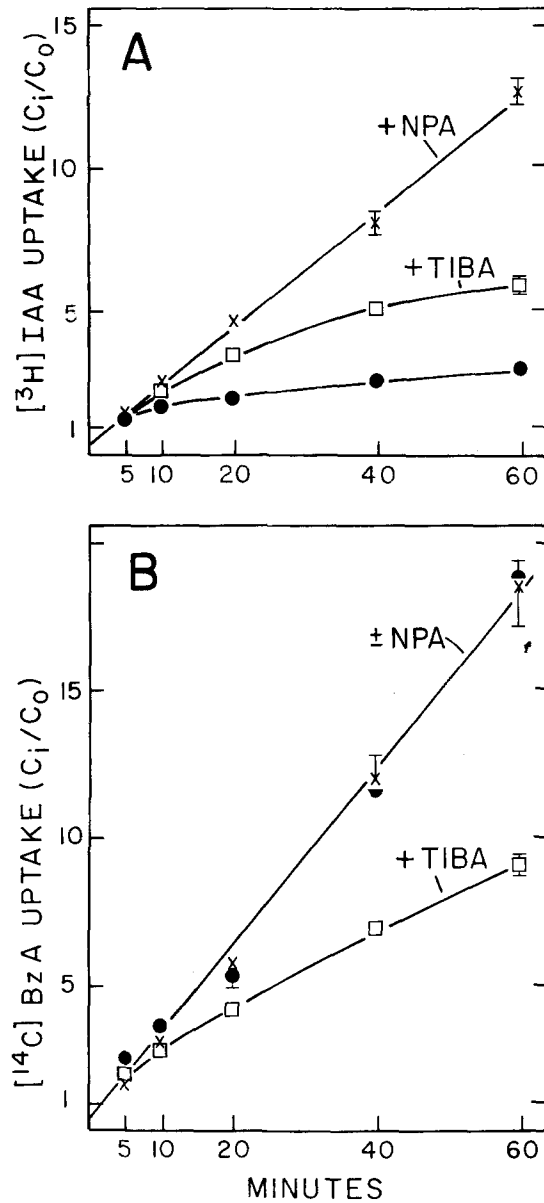 A
[³H] IAA UPTAKE (Cᵢ/C₀)
15
10
5
1
+NPA
+TIBA
5 10 20 40 60
B
[¹⁴C] BzA UPTAKE (Cᵢ/C₀)
15
10
5
1
± NPA
+TIBA
5 10 20 40 60
MINUTES